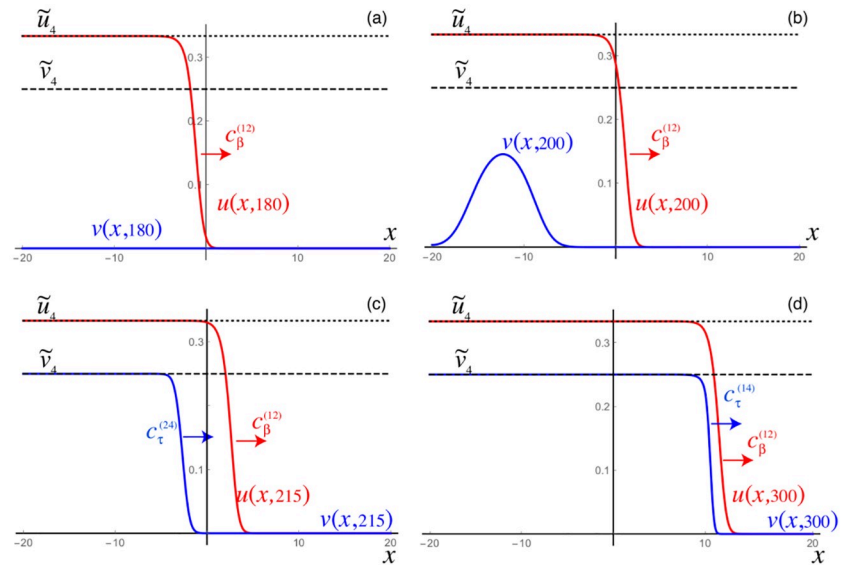 ũ₄
(a)
0.3
ṽ₄
0.2
c_β^(12)
0.1
u(x,180)
v(x,180)
x
−20 −10 0 10 20
ũ₄
(b)
0.3
ṽ₄
0.2
v(x,200)
c_β^(12)
0.1
u(x,200)
x
−20 −10 0 10 20
ũ₄
(c)
0.3
ṽ₄
c_τ^(24)
c_β^(12)
0.1
u(x,215)
v(x,215)
−20 −10 0 10 20
x
ũ₄
(d)
0.3
ṽ₄
c_τ^(14)
0.2
c_β^(12)
0.1
u(x,300)
v(x,300)
−20 −10 0 10 20
x